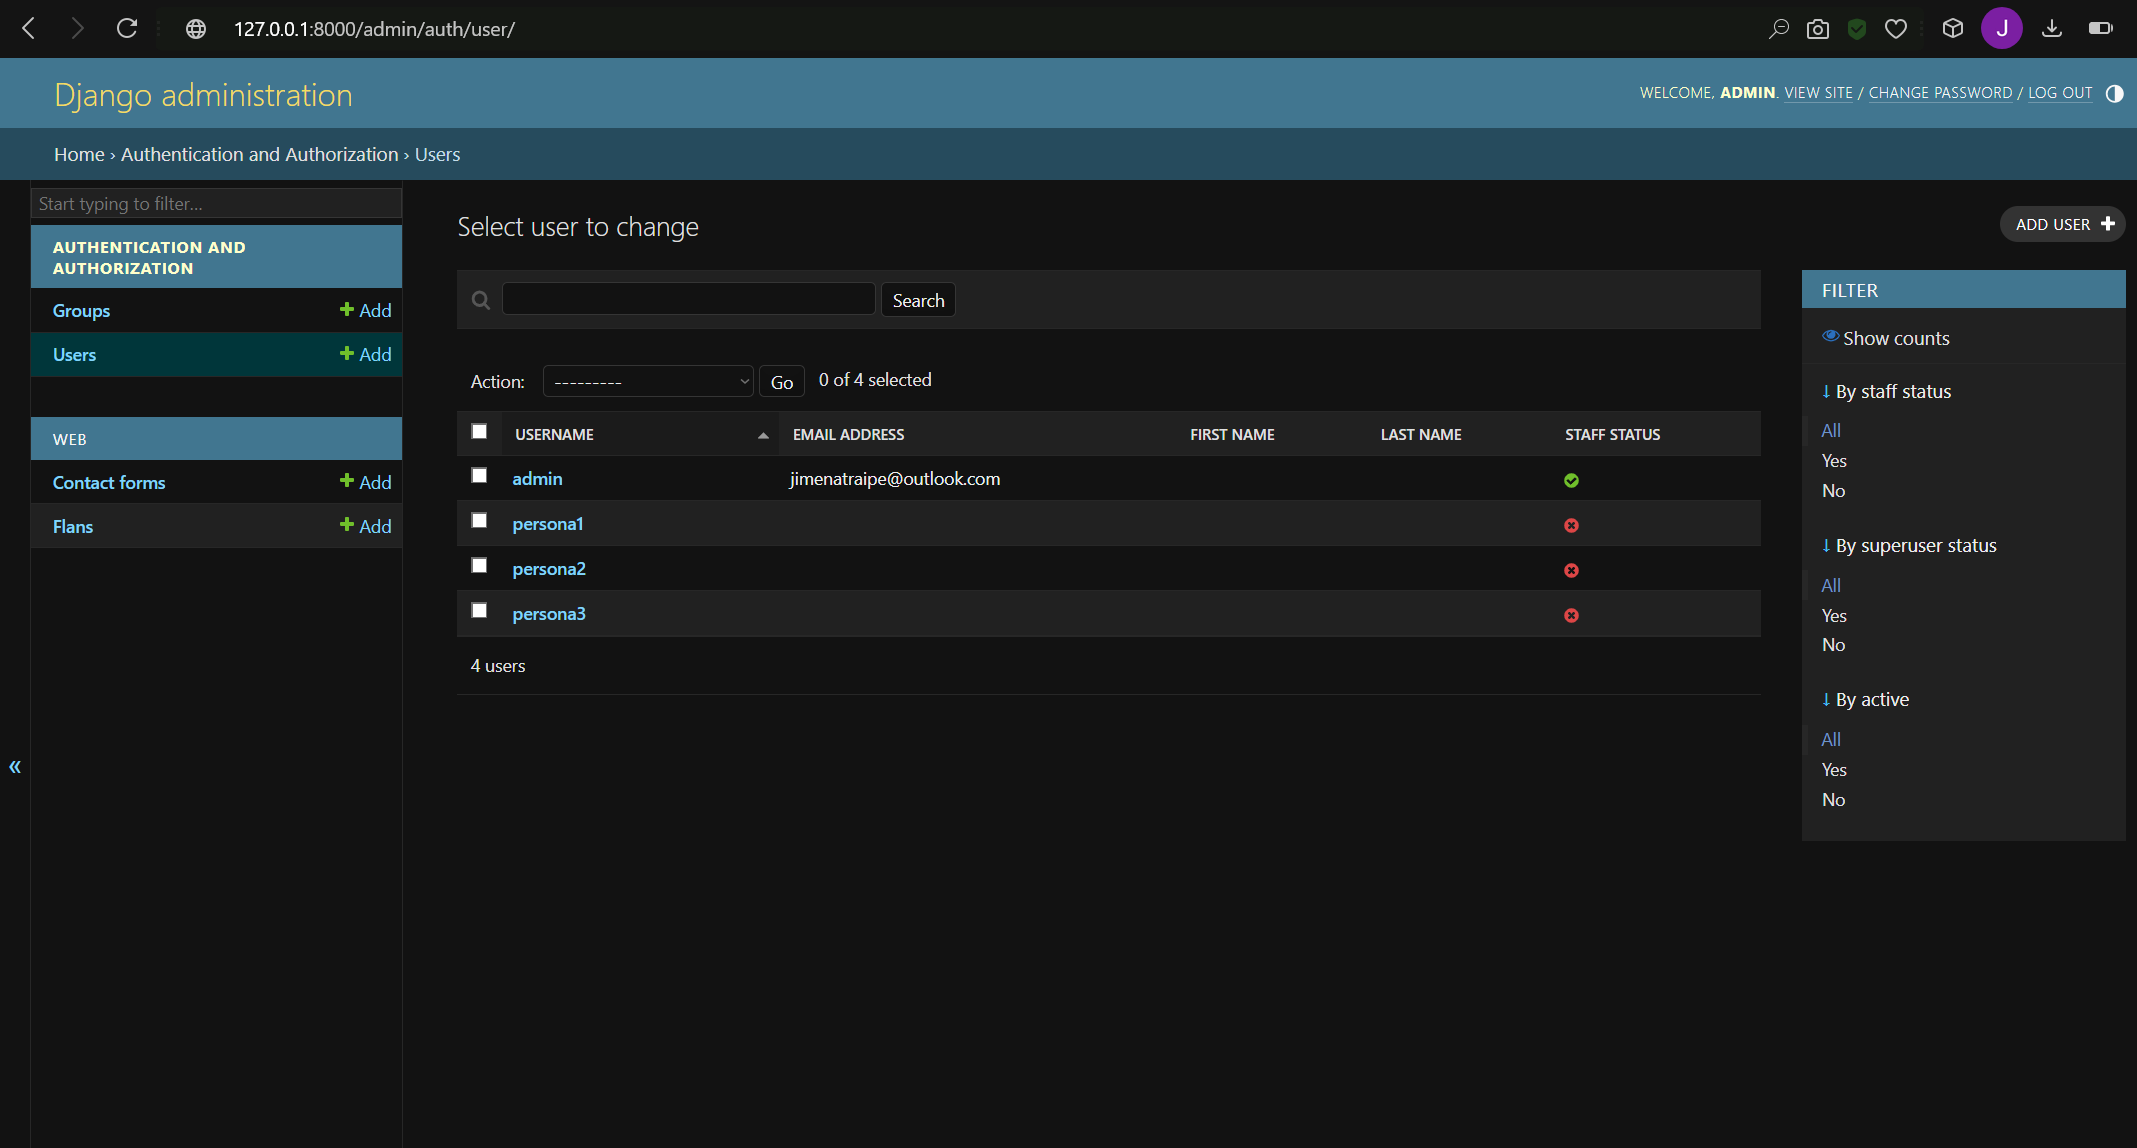 127.0.0.1:8000/admin/auth/user/
J
Django administration
WELCOME, ADMIN. VIEW SITE / CHANGE PASSWORD / LOG OUT
Home › Authentication and Authorization › Users
Start typing to filter...
AUTHENTICATION AND
AUTHORIZATION
Groups + Add
Users + Add
WEB
Contact forms + Add
Flans + Add
«
Select user to change
ADD USER +
Search
Action: --------- Go 0 of 4 selected
USERNAME EMAIL ADDRESS FIRST NAME LAST NAME STAFF STATUS
admin jimenatraipe@outlook.com
persona1
persona2
persona3
4 users
FILTER
Show counts
↓ By staff status
All
Yes
No
↓ By superuser status
All
Yes
No
↓ By active
All
Yes
No